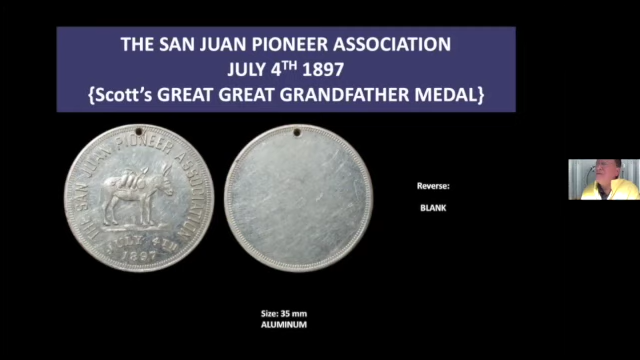 THE SAN JUAN PIONEER ASSOCIATION
JULY 4TH 1897
{Scott's GREAT GREAT GRANDFATHER MEDAL}
THE SAN JUAN PIONEER ASSOCIATION
JULY 4TH
1897
Reverse:
BLANK
Size: 35 mm
ALUMINUM